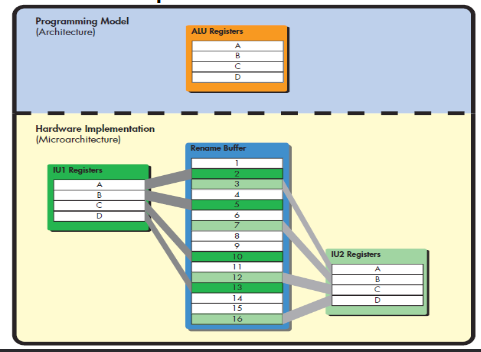 Programming Model
(Architecture)
ALU Registers
A
B
C
D
Hardware Implementation
(Microarchitecture)
IU1 Registers
A
B
C
D
Rename Buffer
1
2
3
4
5
6
7
8
9
10
11
12
13
14
15
16
IU2 Registers
A
B
C
D